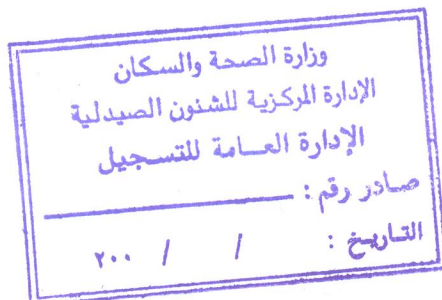 وزارة الصحة والسكان
الإدارة المركزية للشئون الصيدلية
الإدارة العامة للتسجيل
صادر رقم :
التاريخ : / / ٢٠٠